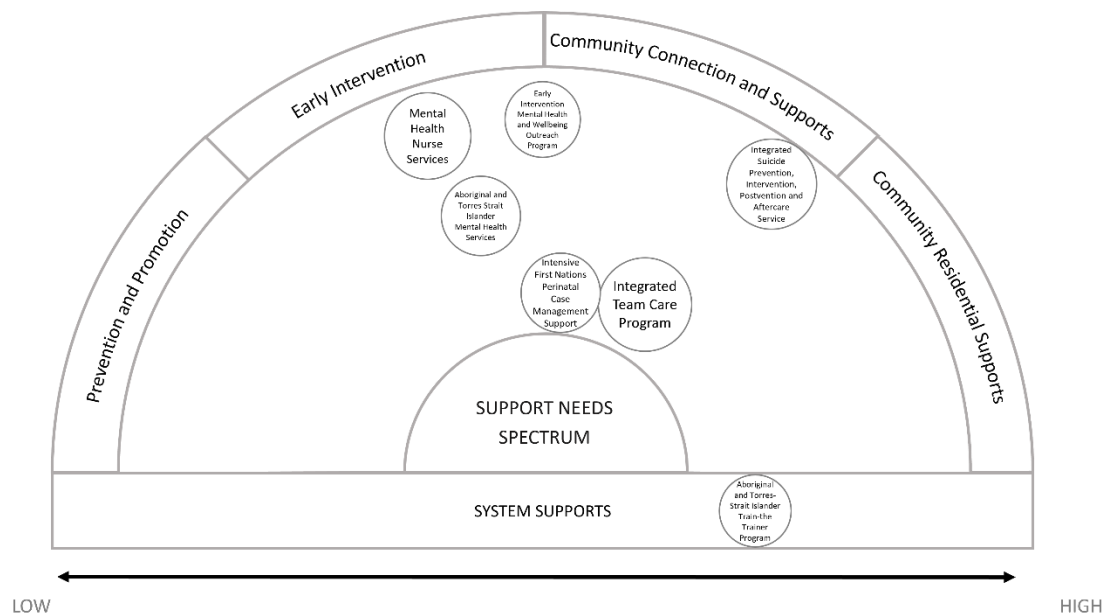 Prevention and Promotion
Early Intervention
Community Connection and Supports
Community Residential Supports
Mental
Health
Nurse
Services
Early
Intervention
Mental Health
and Wellbeing
Outreach
Program
Integrated
Suicide
Prevention,
Intervention,
Postvention and
Aftercare
Service
Aboriginal and
Torres Strait
Islander
Mental Health
Services
Intensive
First Nations
Perinatal
Case
Management
Support
Integrated
Team Care
Program
SUPPORT NEEDS
SPECTRUM
SYSTEM SUPPORTS
Aboriginal
and Torres-
Strait Islander
Train-the
Trainer
Program
LOW
HIGH